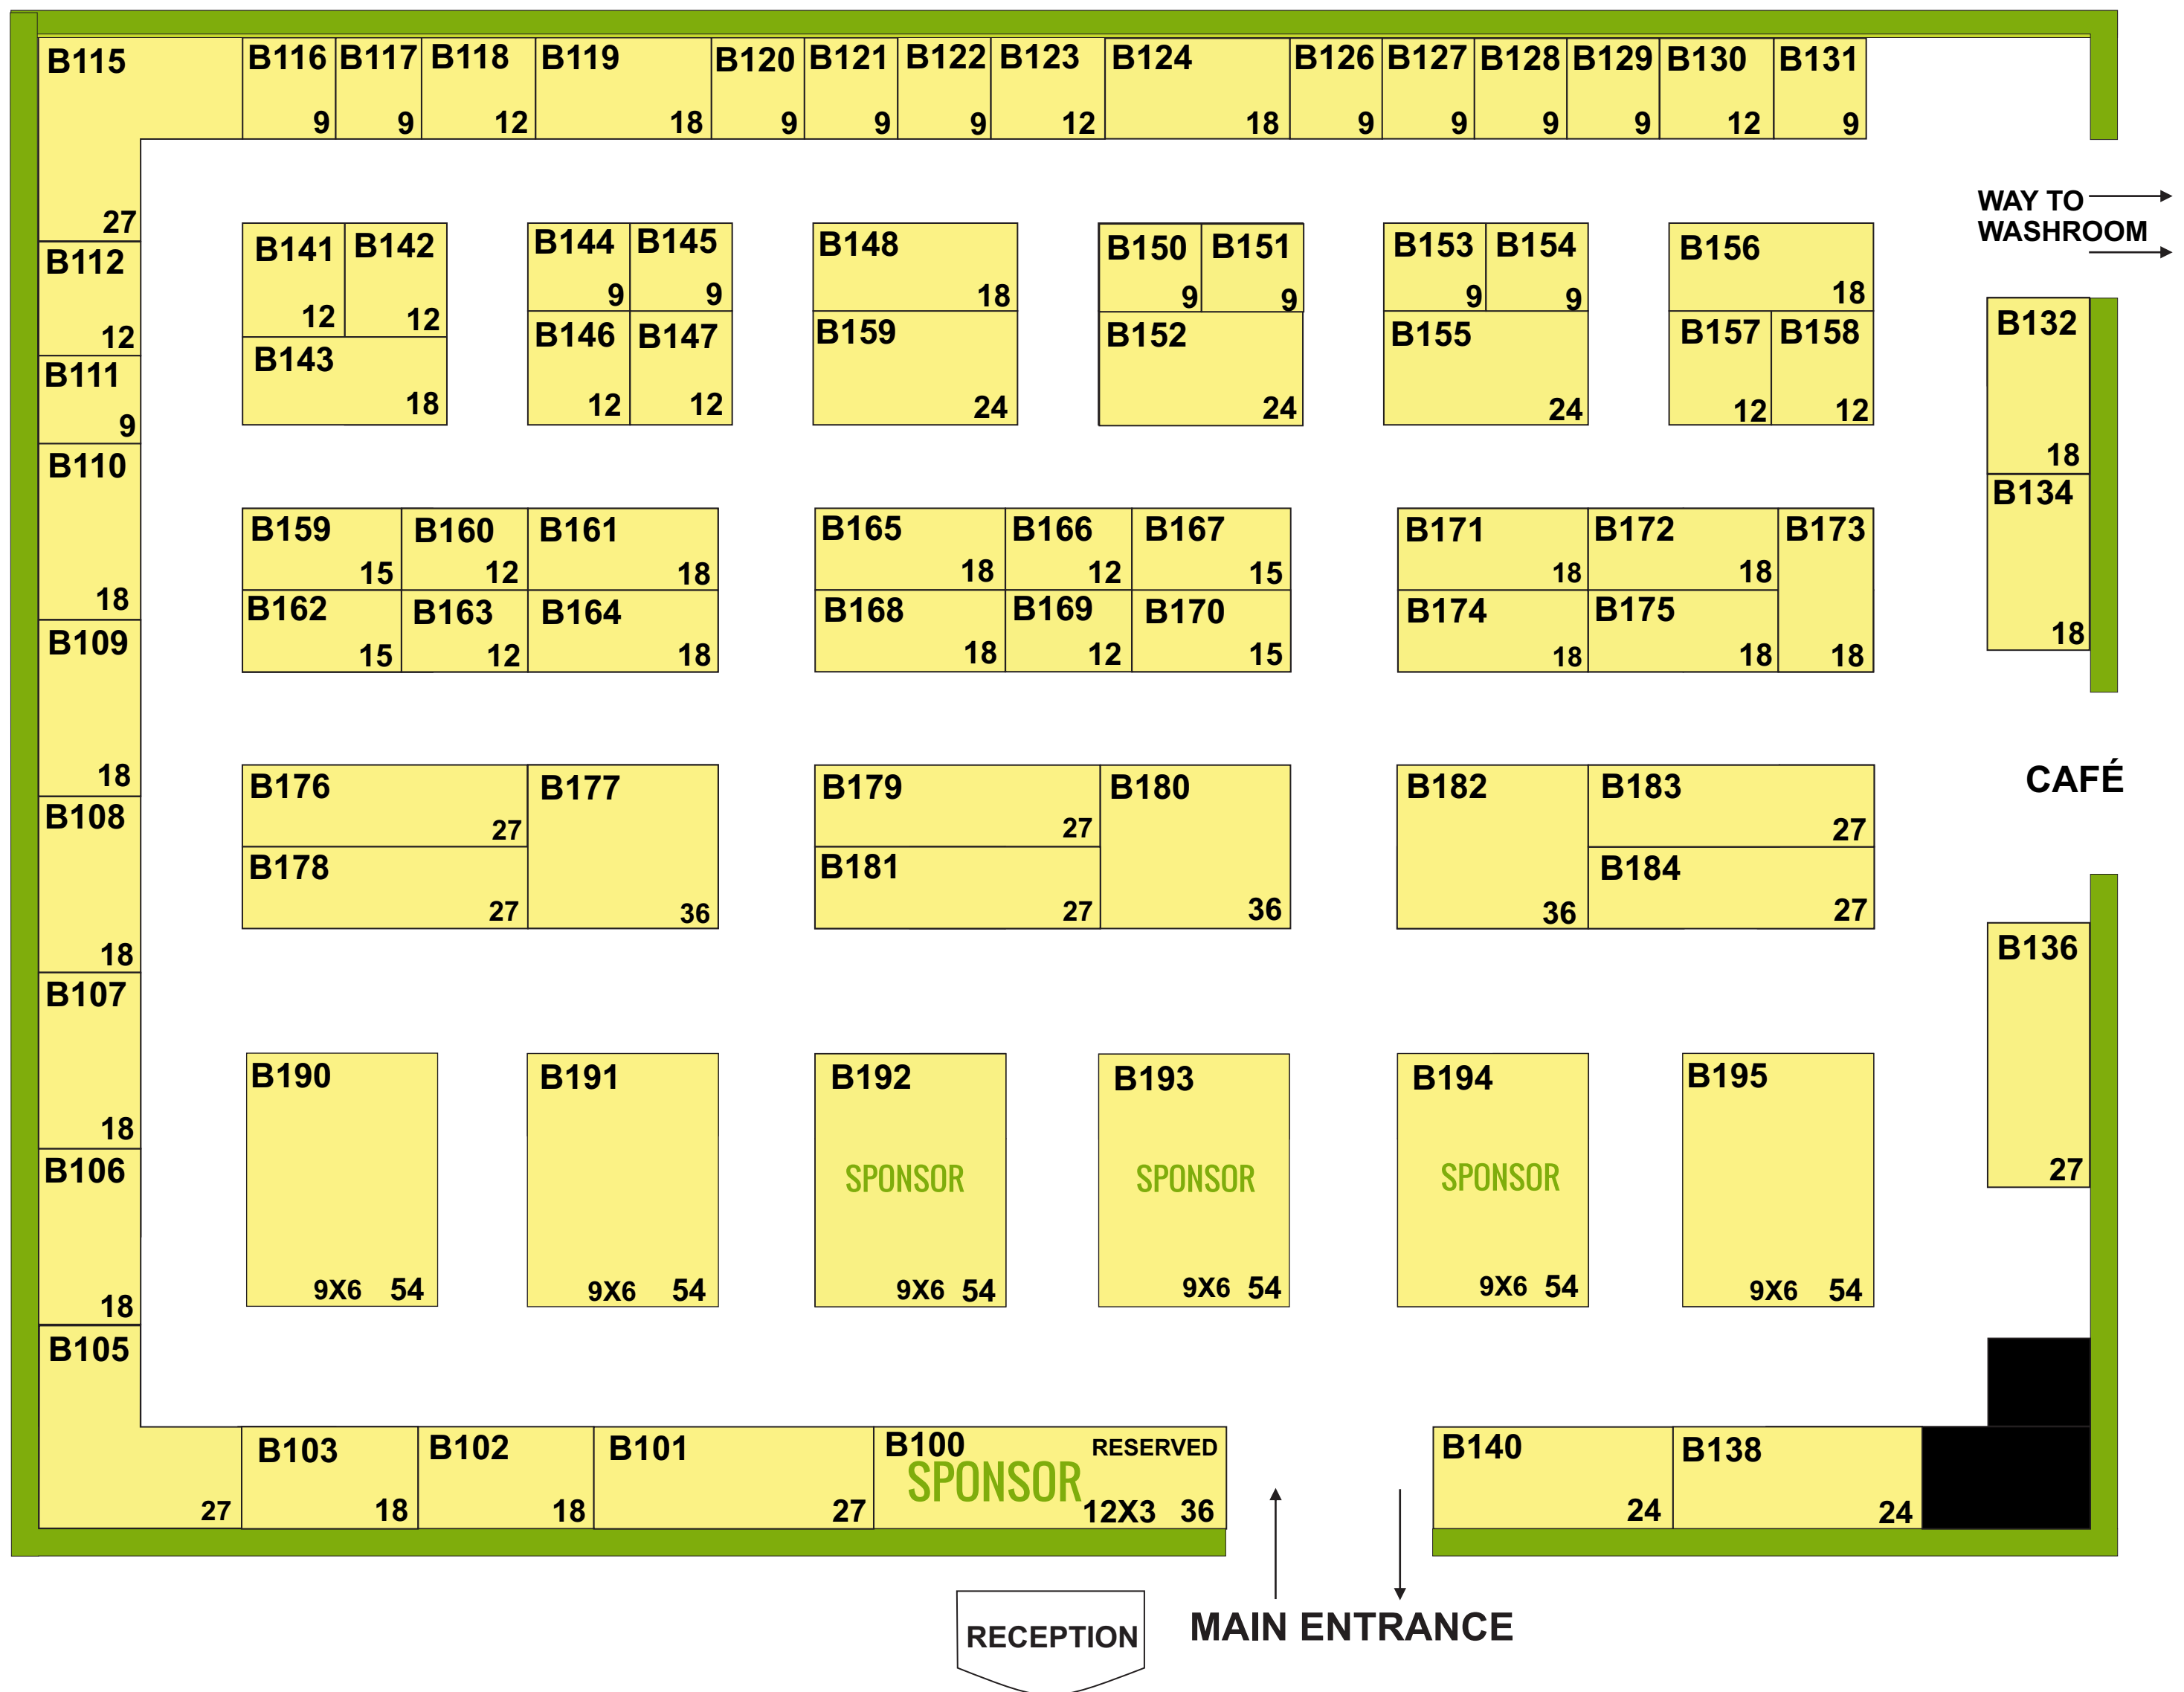 B115 B116 B117 B118 B119 B120 B121 B122 B123 B124 B126 B127 B128 B129 B130 B131
9 9 12 18 9 9 9 12 18 9 9 9 9 12 9
WAY TO
WASHROOM
27
B112
12
B111
9
B110
18
B109
18
B108
18
B107
18
B106
18
B105
27
B141 B142
12 12
B143
18
B144 B145
9 9
B146 B147
12 12
B148
18
B159
24
B150 B151
9 9
B152
24
B153 B154
9 9
B155
24
B156
18
B157 B158
12 12
B132
18
B134
18
B159 B160 B161
15 12 18
B162 B163 B164
15 12 18
B165 B166 B167
18 12 15
B168 B169 B170
18 12 15
B171 B172 B173
18 18
B174 B175
18 18 18
CAFÉ
B176 B177
27
B178
27 36
B179 B180
27
B181
27 36
B182 B183
27
B184
36 27
B136
27
B190
9X6 54
B191
9X6 54
B192
SPONSOR
9X6 54
B193
SPONSOR
9X6 54
B194
SPONSOR
9X6 54
B195
9X6 54
B103
18
B102
18
B101
27
B100 RESERVED
SPONSOR
12X3 36
B140
24
B138
24
RECEPTION
MAIN ENTRANCE